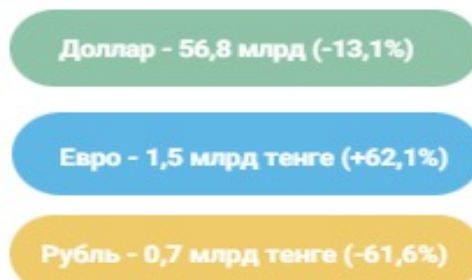 Доллар - 56,8 млрд (-13,1%)
Евро - 1,5 млрд тенге (+62,1%)
Рубль - 0,7 млрд тенге (-61,6%)